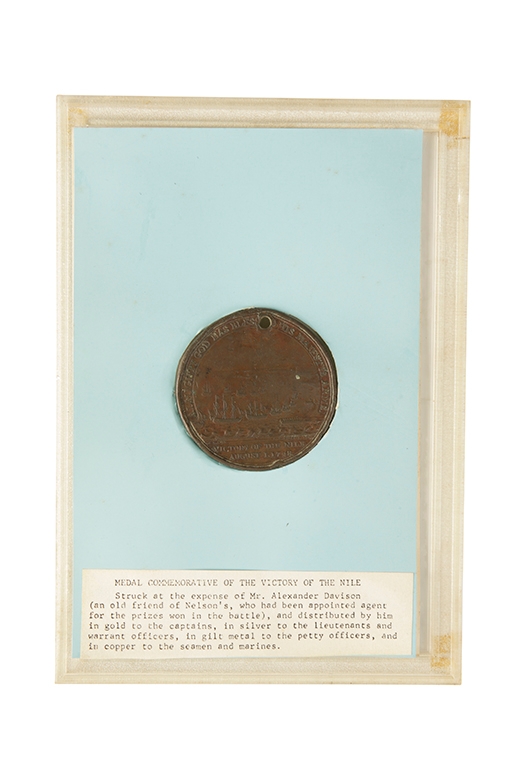 GOD HAS BLES
MEDAL COMMEMORATIVE OF THE VICTORY OF THE NILE
Struck at the expense of Mr. Alexander Davison
(an old friend of Nelson's, who had been appointed agent
for the prizes won in the battle), and distributed by him
in gold to the captains, in silver to the lieutenants and
warrant officers, in gilt metal to the petty officers, and
in copper to the seamen and marines.